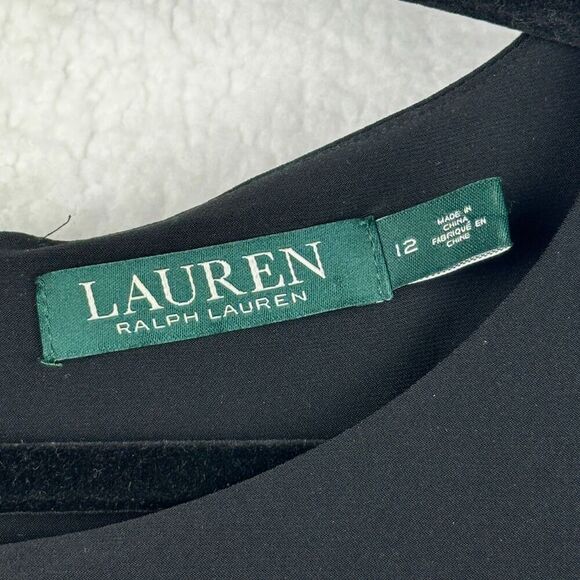 LAUREN
RALPH LAUREN
12
MADE IN
CHINA
FABRIQUÉ EN
CHINE